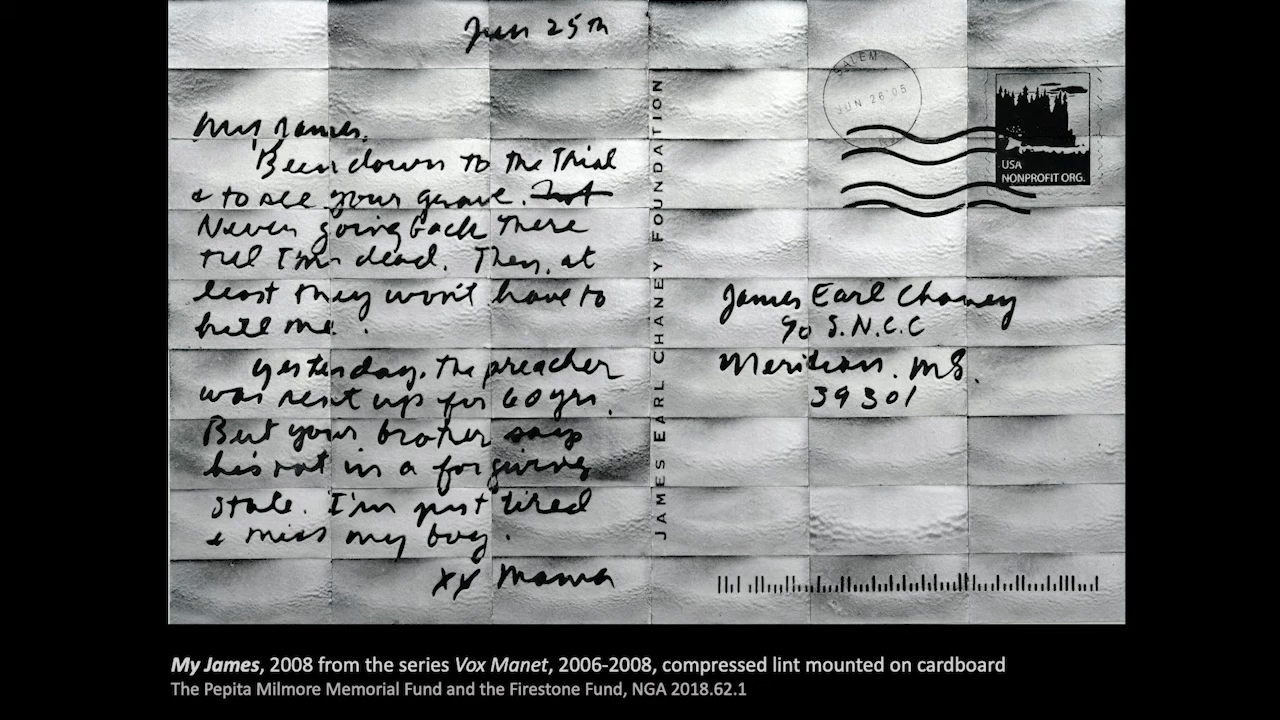 Jun 25th
My James,
Been down to the Trial
& to see your grave.
Never going back there
till I'm dead. Then, at
least they won't have to
kill me.
Yesterday, the preacher
was sent up for 60 yrs.
But your brother says
he's not in a forgiving
state. I'm just tired
& miss my boy.
xx Mama
JAMES EARL CHANEY FOUNDATION
SALEM
JUN 26'05
USA
NONPROFIT ORG.
James Earl Chaney
c/o S.N.C.C
Meridian, MS.
39301
My James, 2008 from the series Vox Manet, 2006-2008, compressed lint mounted on cardboard
The Pepita Milmore Memorial Fund and the Firestone Fund, NGA 2018.62.1